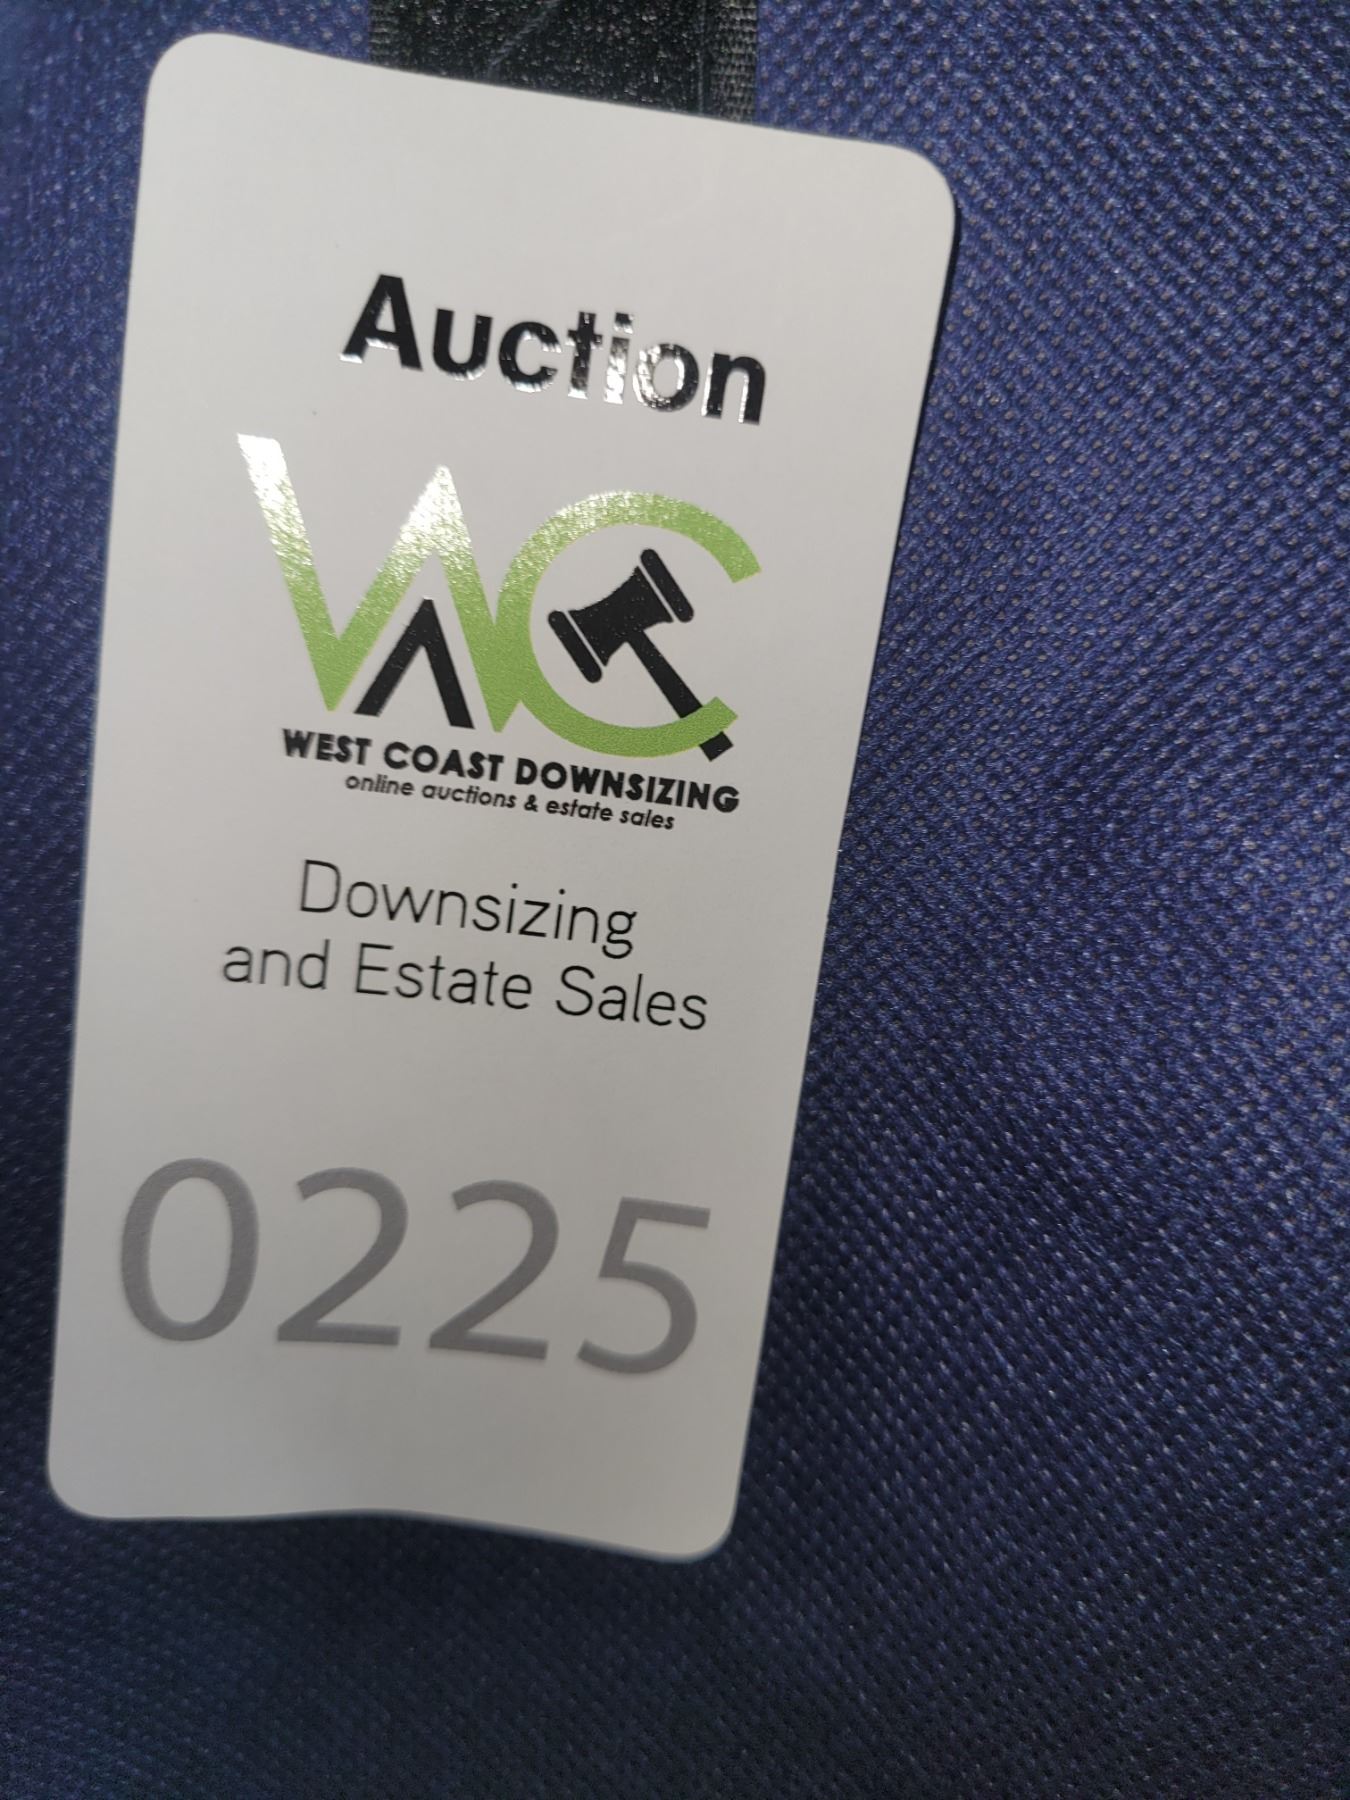 Auction
WC
WEST COAST DOWNSIZING
online auctions & estate sales
Downsizing
and Estate Sales
0225